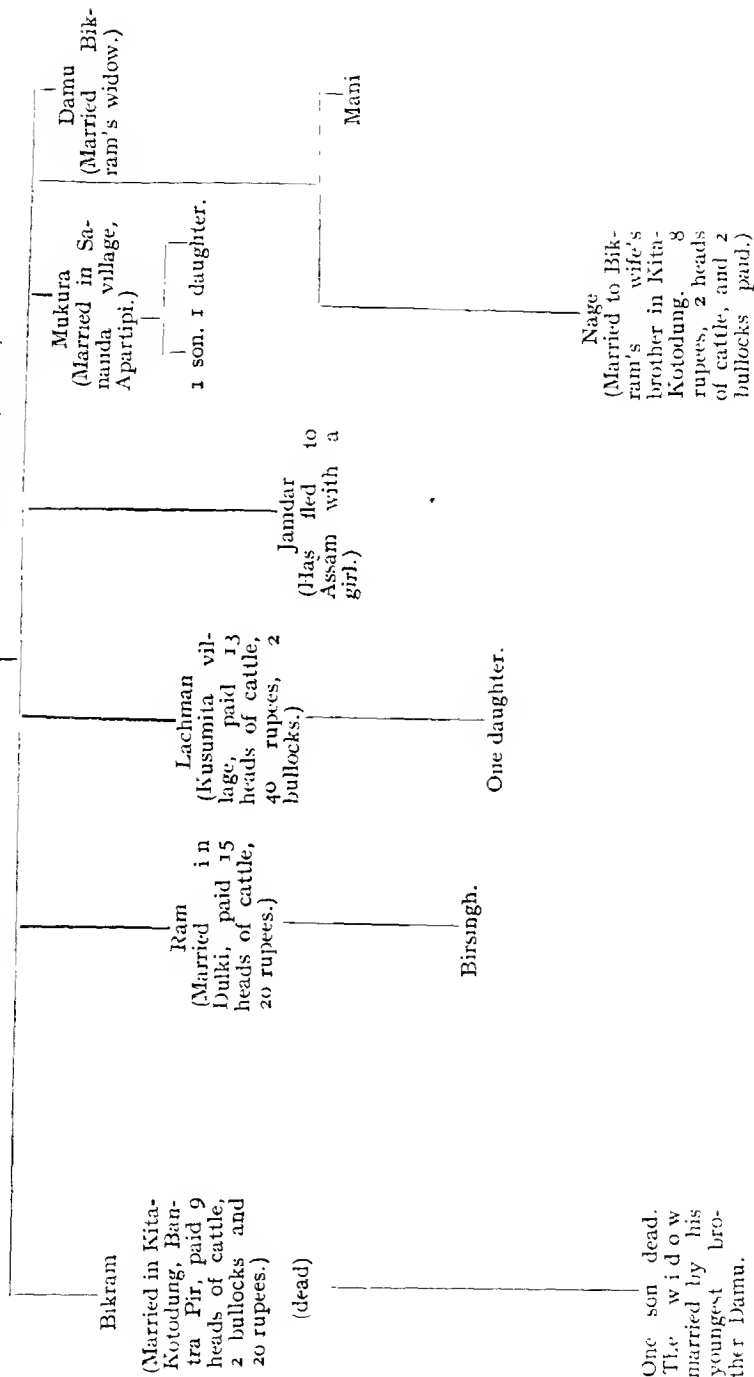 Bikram
(Married in Kita-
Kotodung, Ban-
tra Pir, paid 9
heads of cattle,
2 bullocks and
20 rupees.)
(dead)
One son dead.
The widow
married by his
youngest bro-
ther Damu.
Ram
(Married in
Dulki, paid 15
heads of cattle,
20 rupees.)
Birsingh.
Lachman
(Kusumita vil-
lage, paid 13
heads of cattle,
40 rupees, 2
bullocks.)
One daughter.
Jamdar
(Has fled to
Assam with a
girl.)
Mukura
(Married in Sa-
nanda village,
Apartipi.)
1 son. 1 daughter.
Damu
(Married Bik-
ram's widow.)
Nage
(Married to Bik-
ram's wife's
brother in Kita-
Kotodung. 8
rupees, 2 heads
of cattle, and 2
bullocks paid.)
Mani